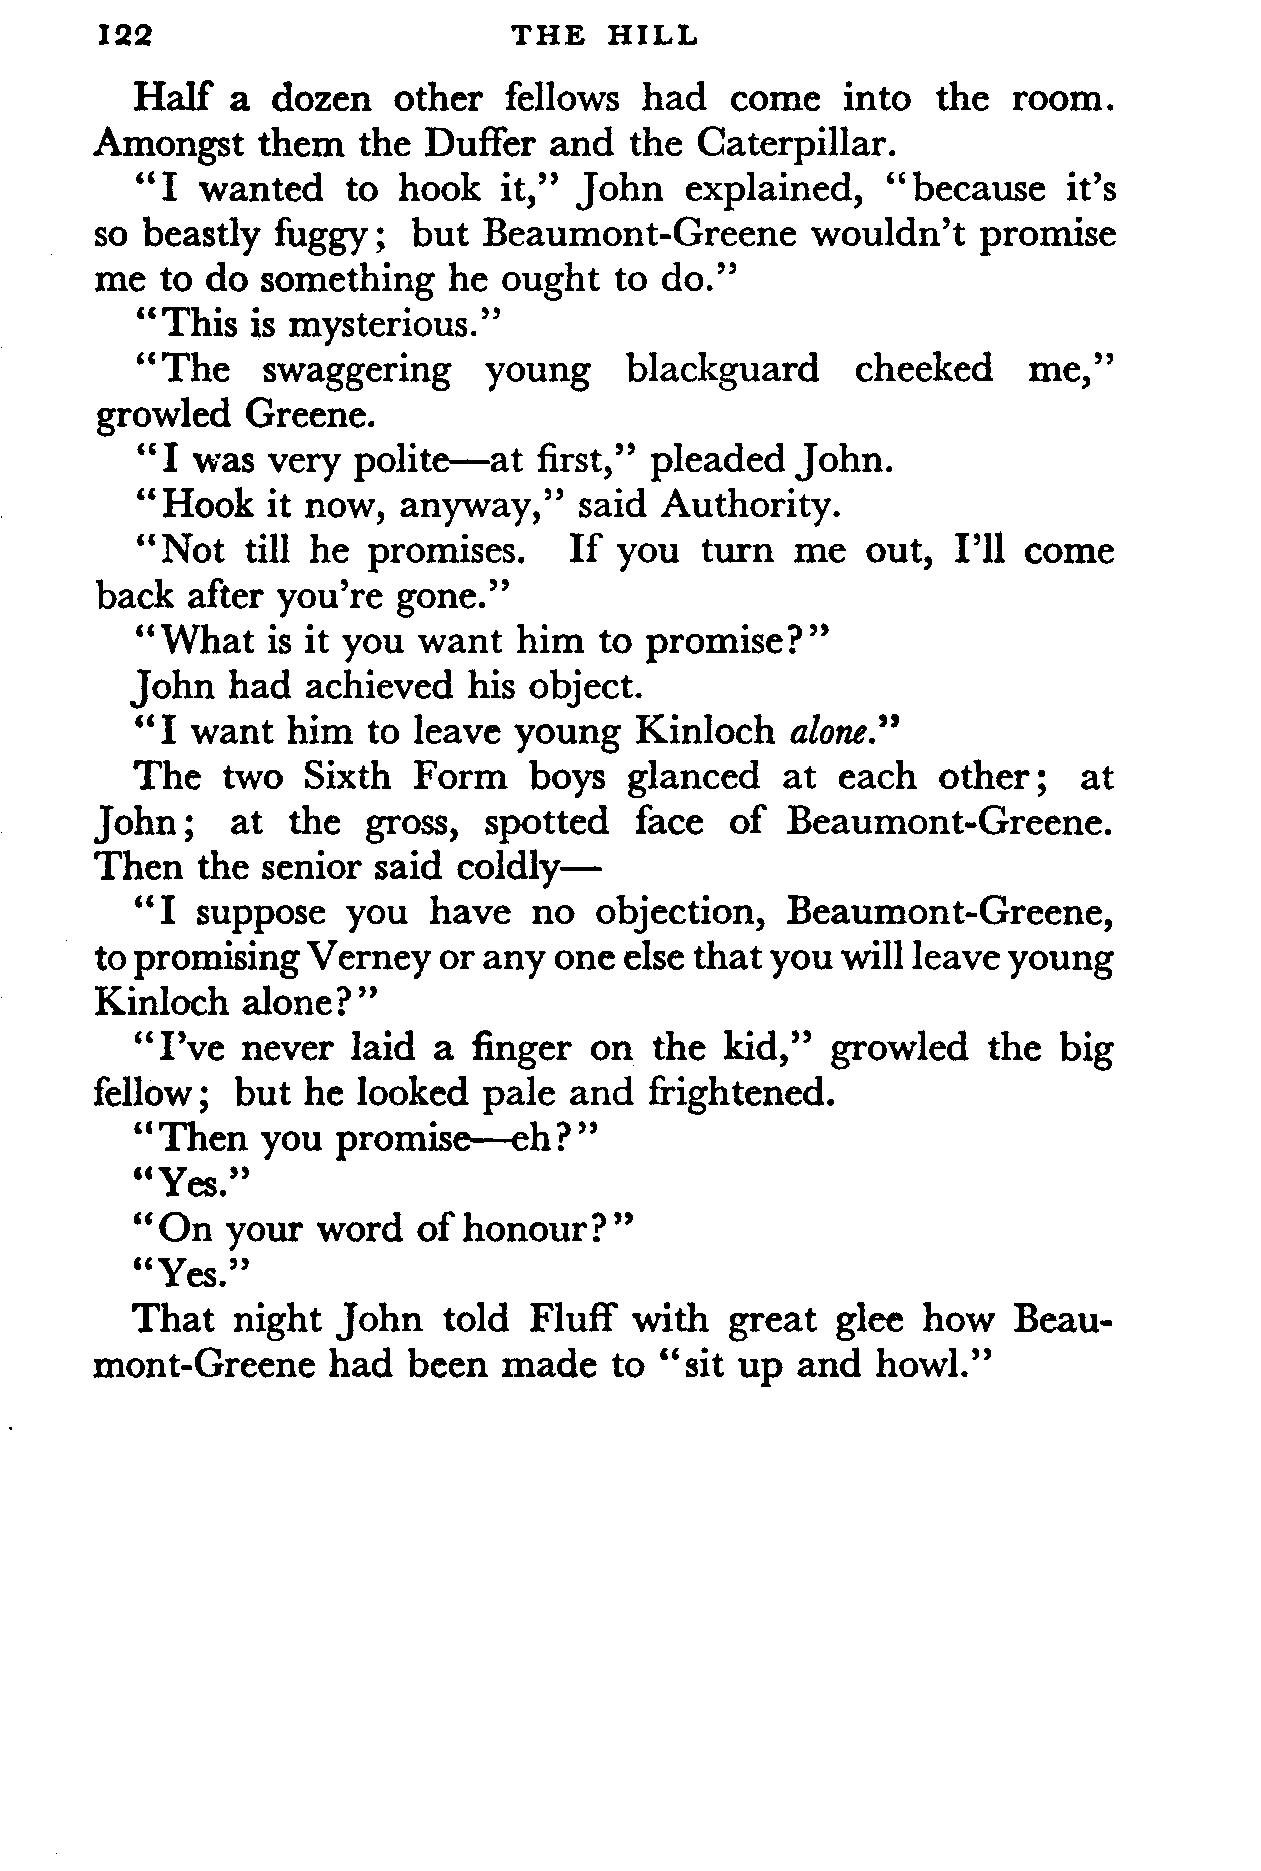 122 THE HILL
Half a dozen other fellows had come into the room.
Amongst them the Duffer and the Caterpillar.
"I wanted to hook it," John explained, "because it's
so beastly fuggy; but Beaumont-Greene wouldn't promise
me to do something he ought to do."
"This is mysterious."
"The swaggering young blackguard cheeked me,"
growled Greene.
"I was very polite—at first," pleaded John.
"Hook it now, anyway," said Authority.
"Not till he promises. If you turn me out, I'll come
back after you're gone."
"What is it you want him to promise?"
John had achieved his object.
"I want him to leave young Kinloch alone."
The two Sixth Form boys glanced at each other; at
John; at the gross, spotted face of Beaumont-Greene.
Then the senior said coldly—
"I suppose you have no objection, Beaumont-Greene,
to promising Verney or any one else that you will leave young
Kinloch alone?"
"I've never laid a finger on the kid," growled the big
fellow; but he looked pale and frightened.
"Then you promise—eh?"
"Yes."
"On your word of honour?"
"Yes."
That night John told Fluff with great glee how Beau-
mont-Greene had been made to "sit up and howl."